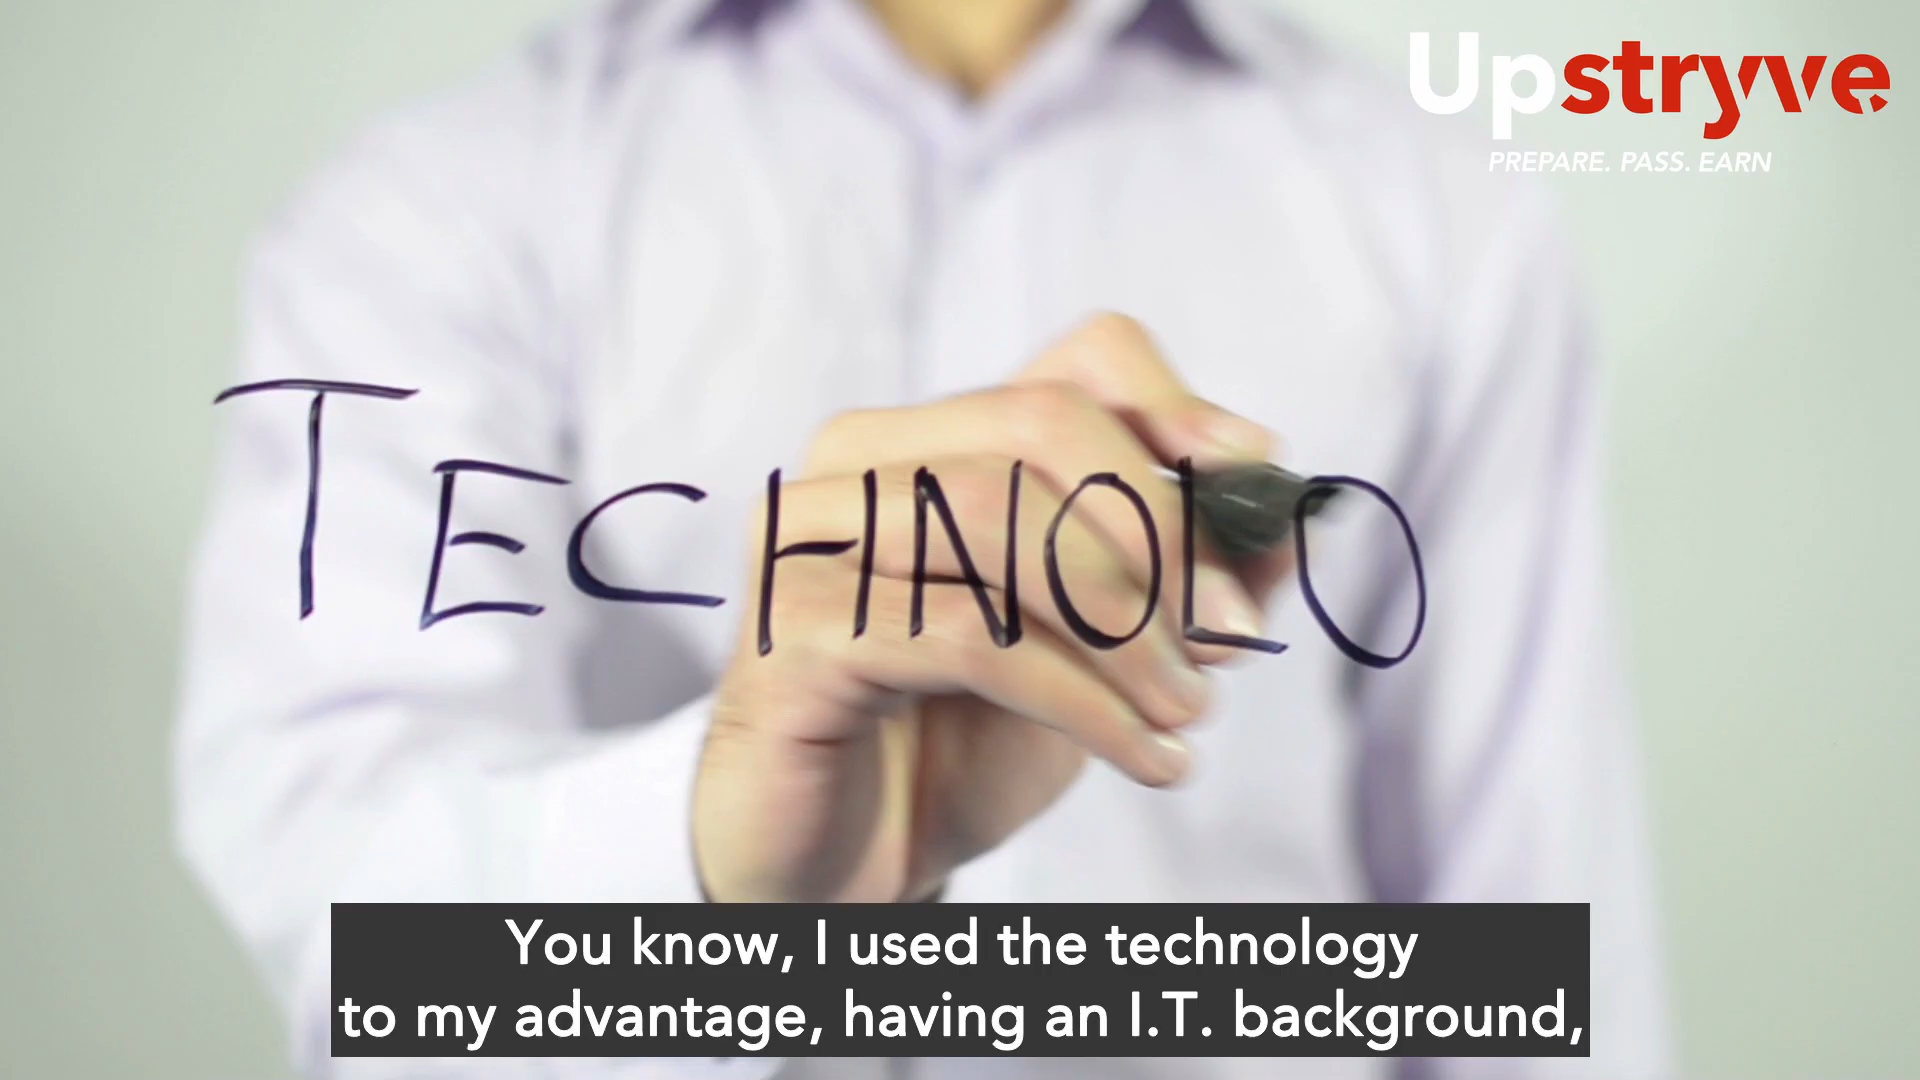 Upstryve
PREPARE. PASS. EARN
TECHNOLO
You know, I used the technology
to my advantage, having an I.T. background,